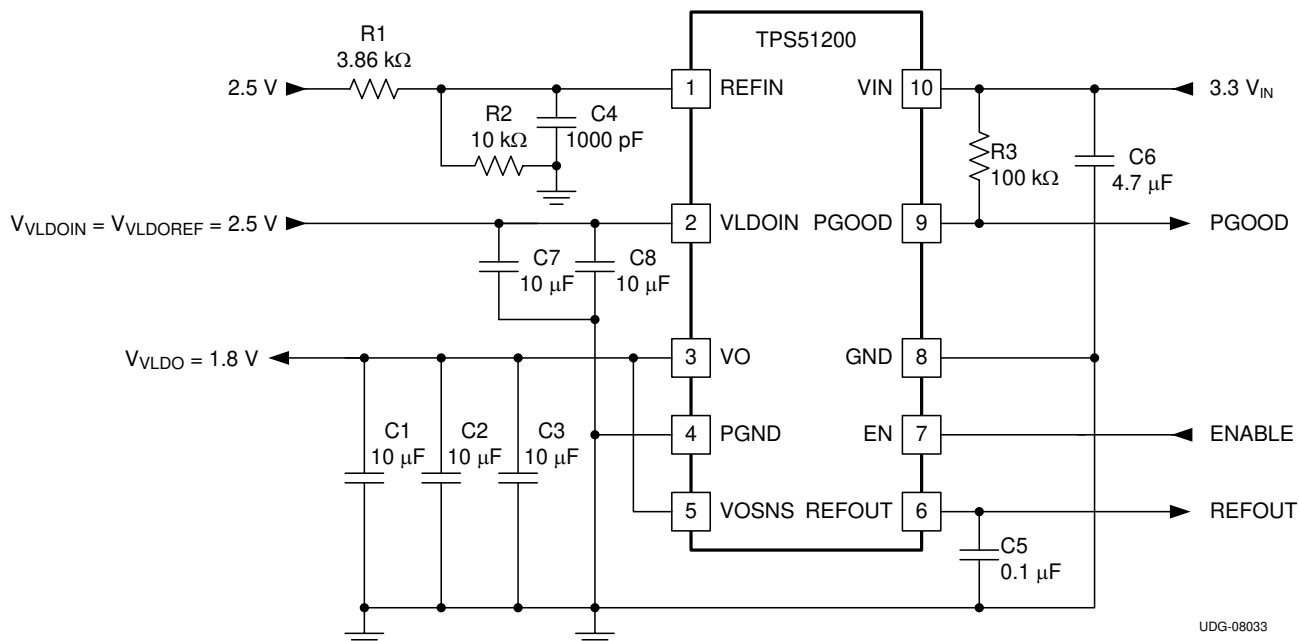 TPS51200
R1
3.86 kΩ
2.5 V
1
REFIN
VIN
10
3.3 VIN
R2
10 kΩ
C4
1000 pF
R3
100 kΩ
C6
4.7 µF
VVLDOIN = VVLDOREF = 2.5 V
2
VLDOIN
PGOOD
9
PGOOD
C7
10 µF
C8
10 µF
VVLDO = 1.8 V
3
VO
GND
8
C1
10 µF
C2
10 µF
C3
10 µF
4
PGND
EN
7
ENABLE
5
VOSNS
REFOUT
6
REFOUT
C5
0.1 µF
UDG-08033